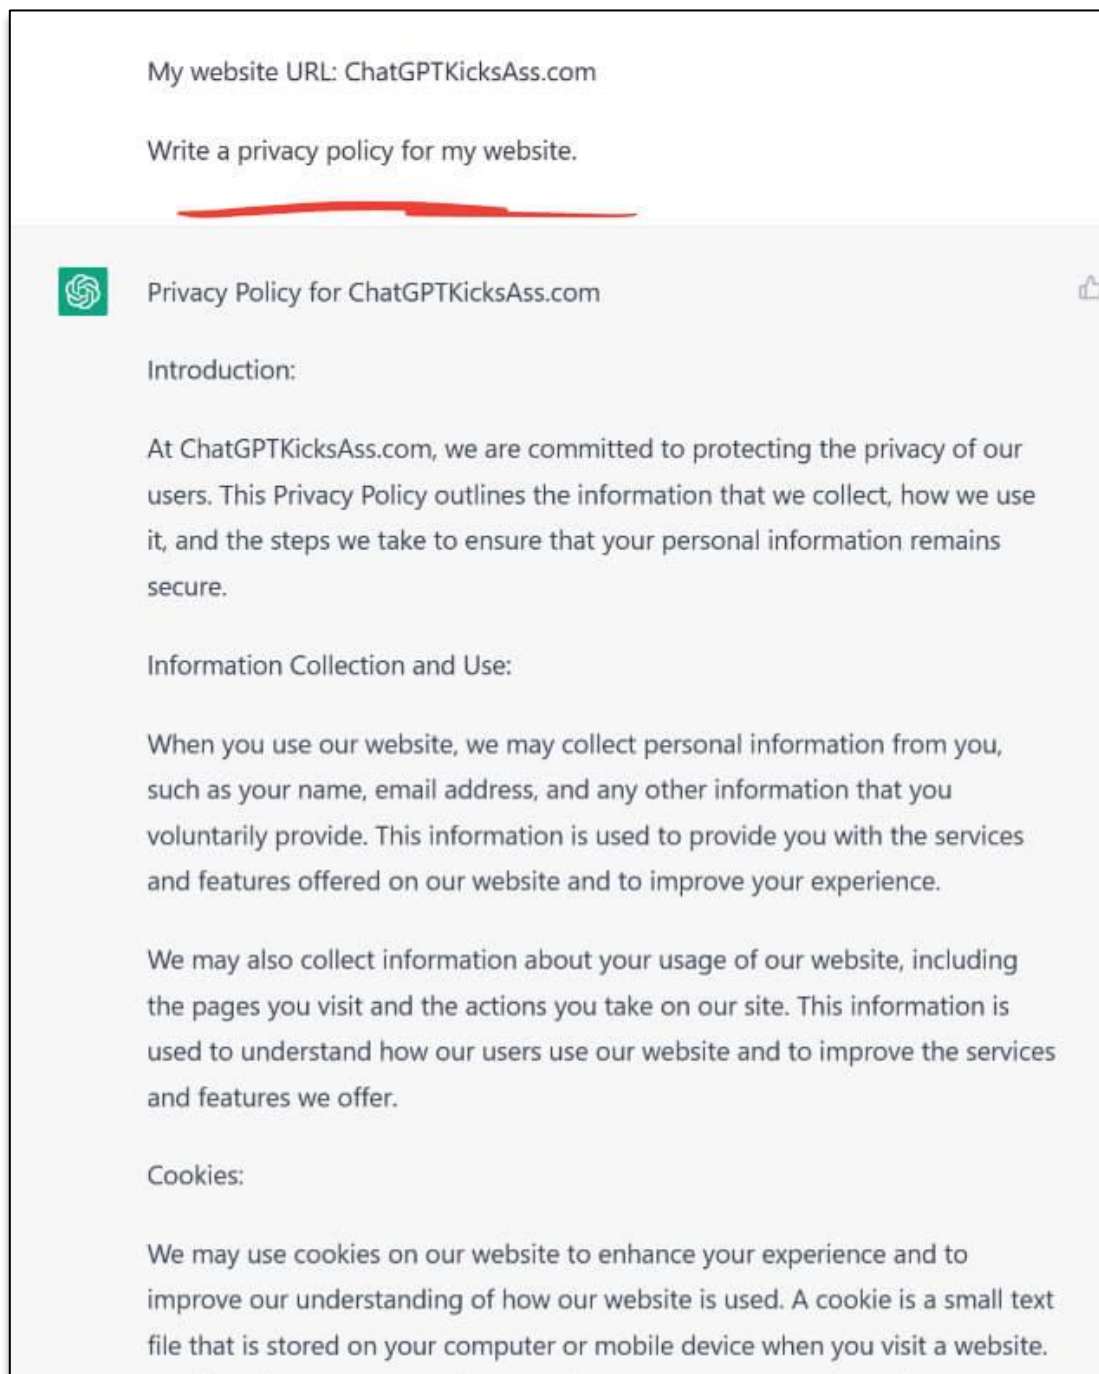 My website URL: ChatGPTKicksAss.com
Write a privacy policy for my website.
Privacy Policy for ChatGPTKicksAss.com
Introduction:
At ChatGPTKicksAss.com, we are committed to protecting the privacy of our
users. This Privacy Policy outlines the information that we collect, how we use
it, and the steps we take to ensure that your personal information remains
secure.
Information Collection and Use:
When you use our website, we may collect personal information from you,
such as your name, email address, and any other information that you
voluntarily provide. This information is used to provide you with the services
and features offered on our website and to improve your experience.
We may also collect information about your usage of our website, including
the pages you visit and the actions you take on our site. This information is
used to understand how our users use our website and to improve the services
and features we offer.
Cookies:
We may use cookies on our website to enhance your experience and to
improve our understanding of how our website is used. A cookie is a small text
file that is stored on your computer or mobile device when you visit a website.